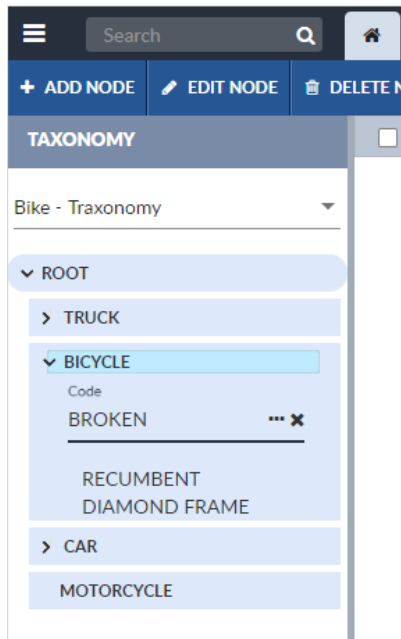 Search
ADD NODE EDIT NODE DELETE N
TAXONOMY
Bike - Traxonomy
ROOT
TRUCK
BICYCLE
Code
BROKEN
RECUMBENT
DIAMOND FRAME
CAR
MOTORCYCLE